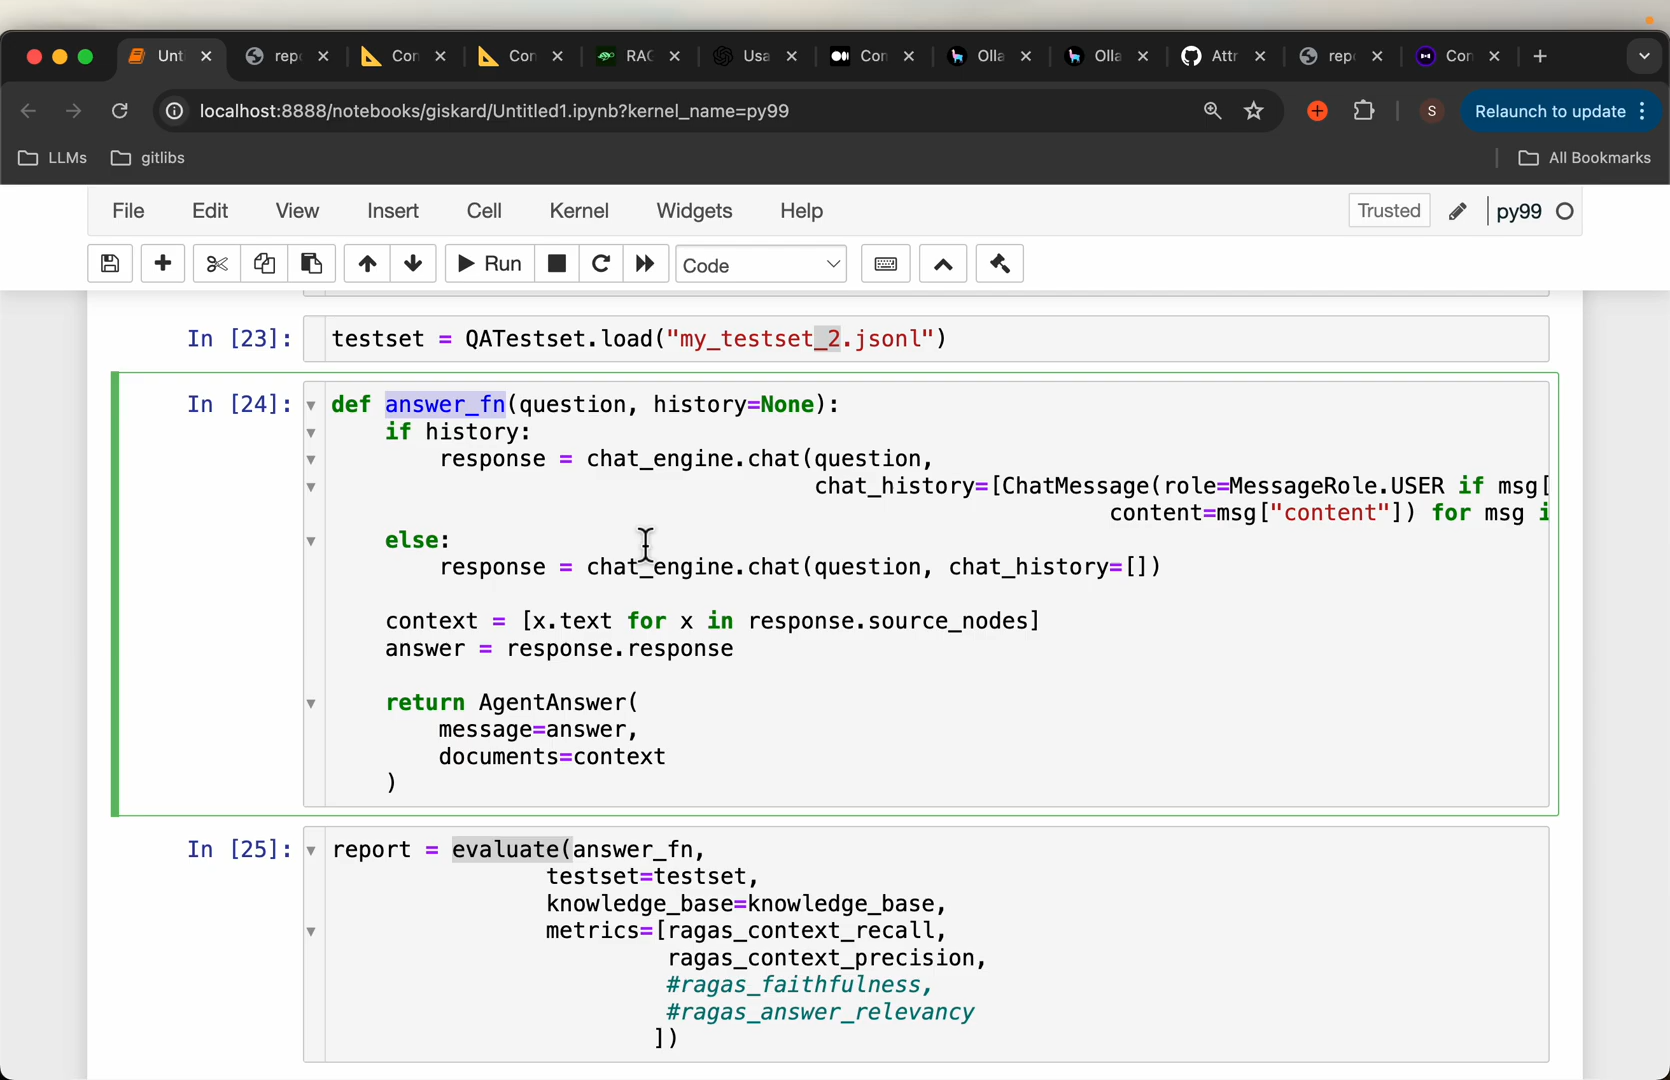 Unt
repo
Con
Con
RAG
Usa
Con
Olla
Olla
Attr
repo
Con
localhost:8888/notebooks/giskard/Untitled1.ipynb?kernel_name=py99
S
Relaunch to update
LLMs
gitlibs
All Bookmarks
File Edit View Insert Cell Kernel Widgets Help
Trusted
py99
Run
Code
In [23]: testset = QATestset.load("my_testset_2.jsonl")
In [24]: def answer_fn(question, history=None):
if history:
response = chat_engine.chat(question,
chat_history=[ChatMessage(role=MessageRole.USER if msg[
content=msg["content"]) for msg i
else:
response = chat_engine.chat(question, chat_history=[])
context = [x.text for x in response.source_nodes]
answer = response.response
return AgentAnswer(
message=answer,
documents=context
)
In [25]: report = evaluate(answer_fn,
testset=testset,
knowledge_base=knowledge_base,
metrics=[ragas_context_recall,
ragas_context_precision,
#ragas_faithfulness,
#ragas_answer_relevancy
])